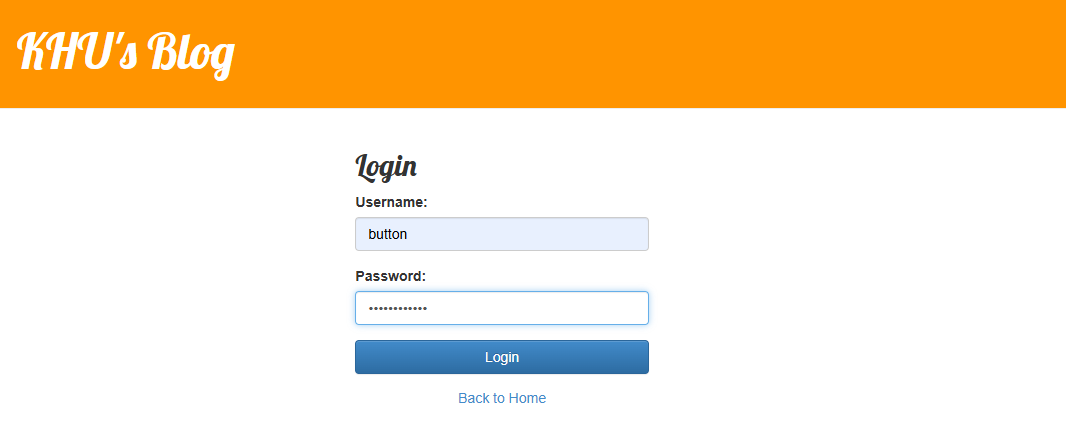 KHU's Blog
Login
Username:
button
Password:
••••••••••••
Login
Back to Home